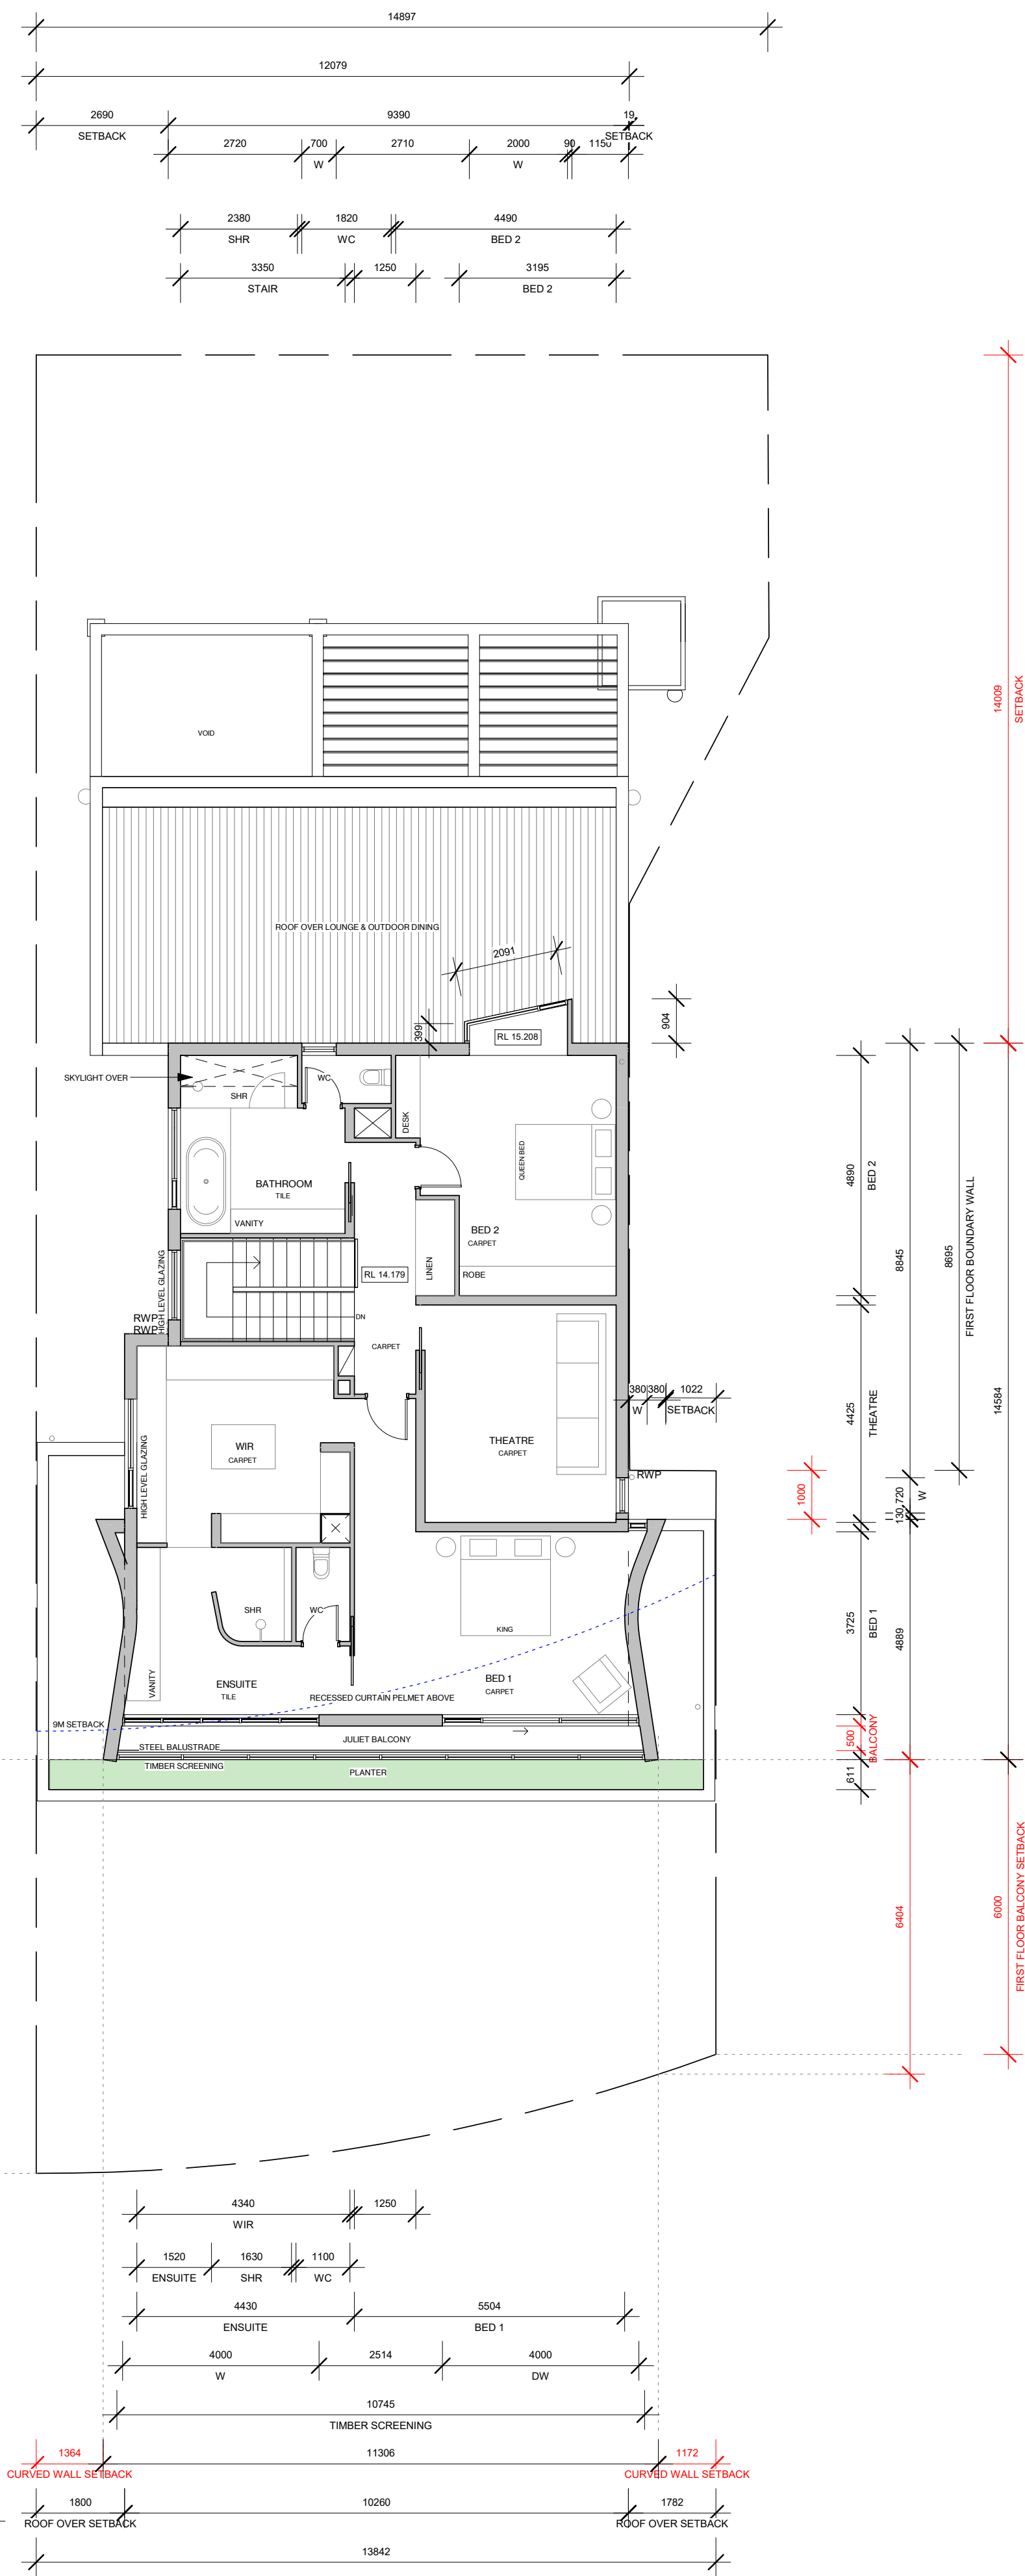 14897
12079
2690
9390
19
SETBACK
SETBACK
2720
700
2710
2000
90
1150
W
W
2380
1820
4490
SHR
WC
BED 2
3350
1250
3195
STAIR
BED 2
14009
SETBACK
VOID
ROOF OVER LOUNGE & OUTDOOR DINING
2091
904
399
RL 15.208
SKYLIGHT OVER
WC
C
SHR
DESK
QUEEN BED
BATHROOM
TILE
VANITY
BED 2
CARPET
4890
BED 2
8845
8695
FIRST FLOOR BOUNDARY WALL
HIGH LEVEL GLAZING
RL 14.179
LINEN
ROBE
DN
RWP
RWP
CARPET
380
380
1022
W
SETBACK
4425
THEATRE
14584
WIR
CARPET
THEATRE
CARPET
HIGH LEVEL GLAZING
RWP
1000
130
720
W
SHR
WC
KING
3725
BED 1
4889
VANITY
ENSUITE
TILE
BED 1
CARPET
RECESSED CURTAIN PELMET ABOVE
9M SETBACK
JULIET BALCONY
STEEL BALUSTRADE
TIMBER SCREENING
PLANTER
500
BALCONY
611
6404
6000
FIRST FLOOR BALCONY SETBACK
4340
1250
WIR
1520
1630
1100
ENSUITE
SHR
WC
4430
5504
ENSUITE
BED 1
4000
2514
4000
W
DW
10745
TIMBER SCREENING
1364
11306
1172
CURVED WALL SETBACK
CURVED WALL SETBACK
1800
10260
1782
ROOF OVER SETBACK
ROOF OVER SETBACK
13842